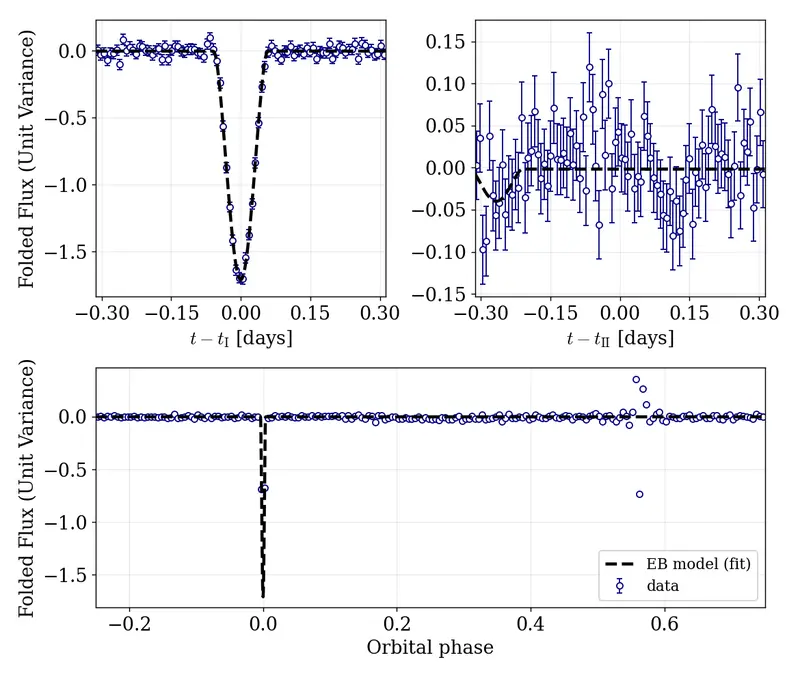 Folded Flux (Unit Variance)
0.0
−0.5
−1.0
−1.5
−0.30 −0.15 0.00 0.15 0.30
t − tI [days]
0.15
0.10
0.05
0.00
−0.05
−0.10
−0.15
−0.30 −0.15 0.00 0.15 0.30
t − tII [days]
Folded Flux (Unit Variance)
0.0
−0.5
−1.0
−1.5
EB model (fit)
data
−0.2 0.0 0.2 0.4 0.6
Orbital phase